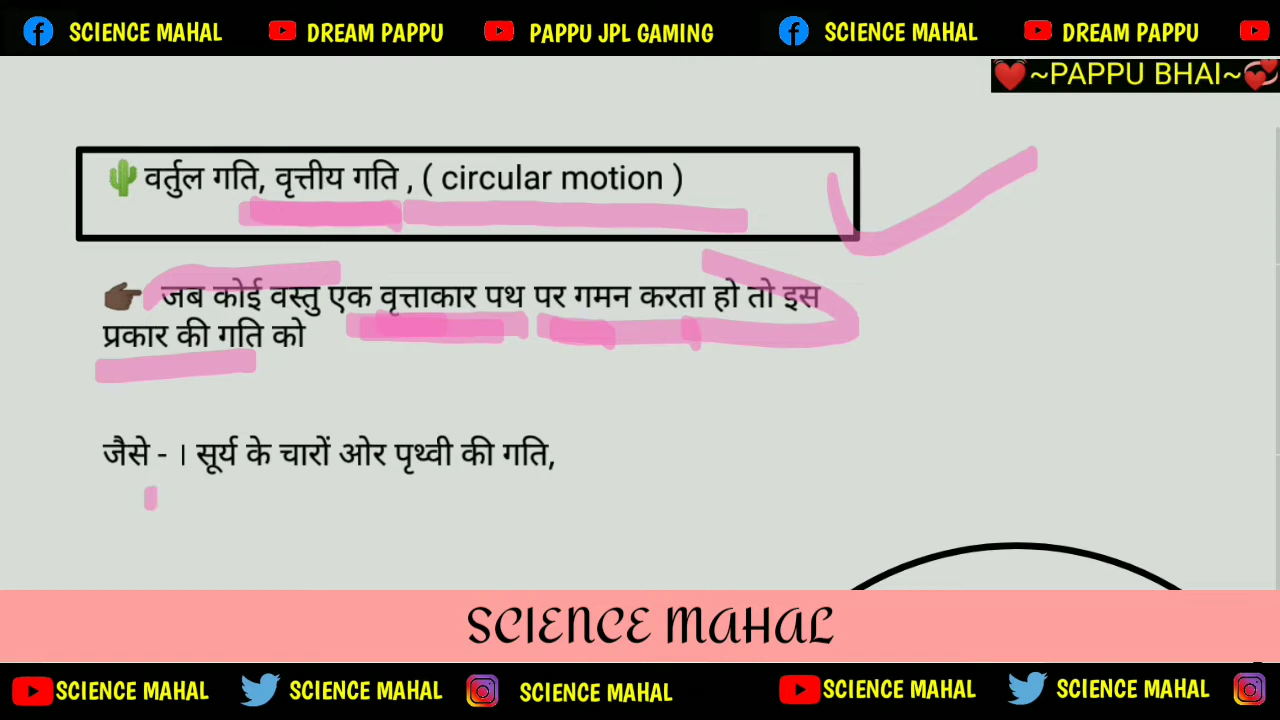 SCIENCE MAHAL DREAM PAPPU PAPPU JPL GAMING SCIENCE MAHAL DREAM PAPPU
~PAPPU BHAI~
वर्तुल गति, वृत्तीय गति , ( circular motion )
जब कोई वस्तु एक वृत्ताकार पथ पर गमन करता हो तो इस
प्रकार की गति को
जैसे - । सूर्य के चारों ओर पृथ्वी की गति,
SCIENCE MAHAL
SCIENCE MAHAL SCIENCE MAHAL SCIENCE MAHAL SCIENCE MAHAL SCIENCE MAHAL